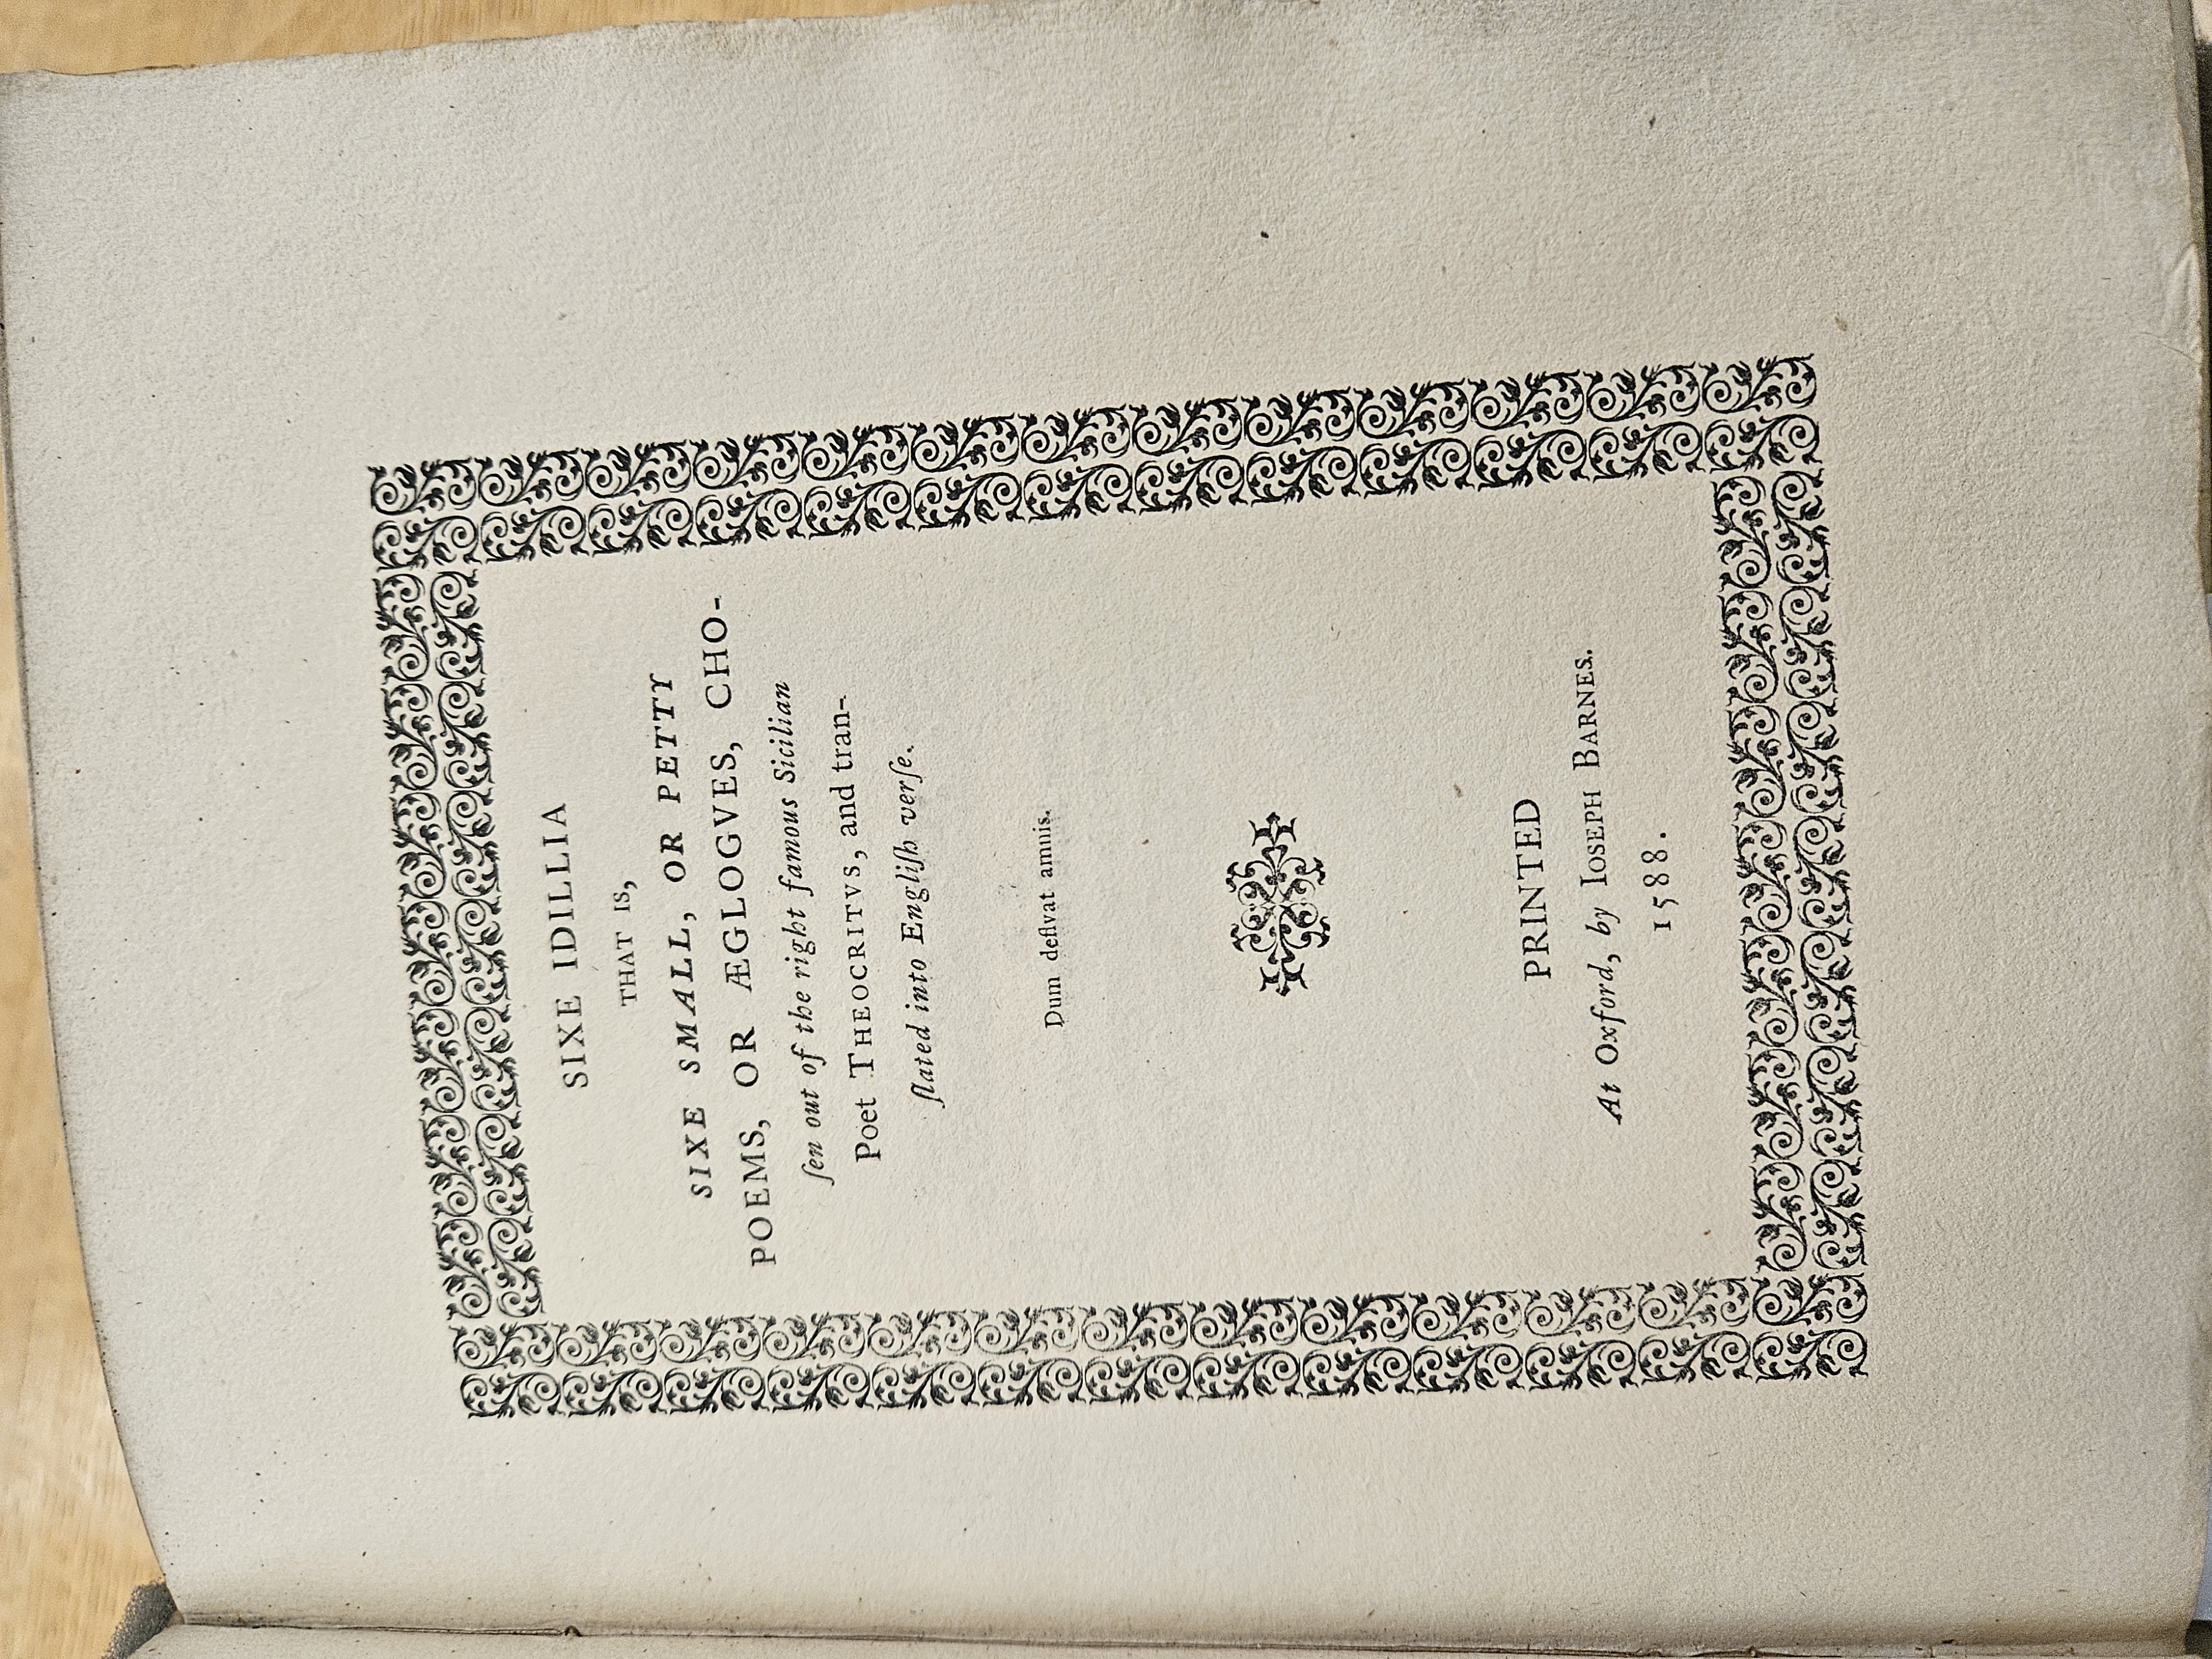 SIXE IDILLIA
THAT IS,
SIXE SMALL, OR PETTY
POEMS, OR ÆGLOGVES, CHO-
ſen out of the right famous Sicilian
Poet THEOCRITVS, and tran-
ſlated into Engliſh verſe.
Dum defluat amnis.
PRINTED
At Oxford, by IOSEPH BARNES.
1588.